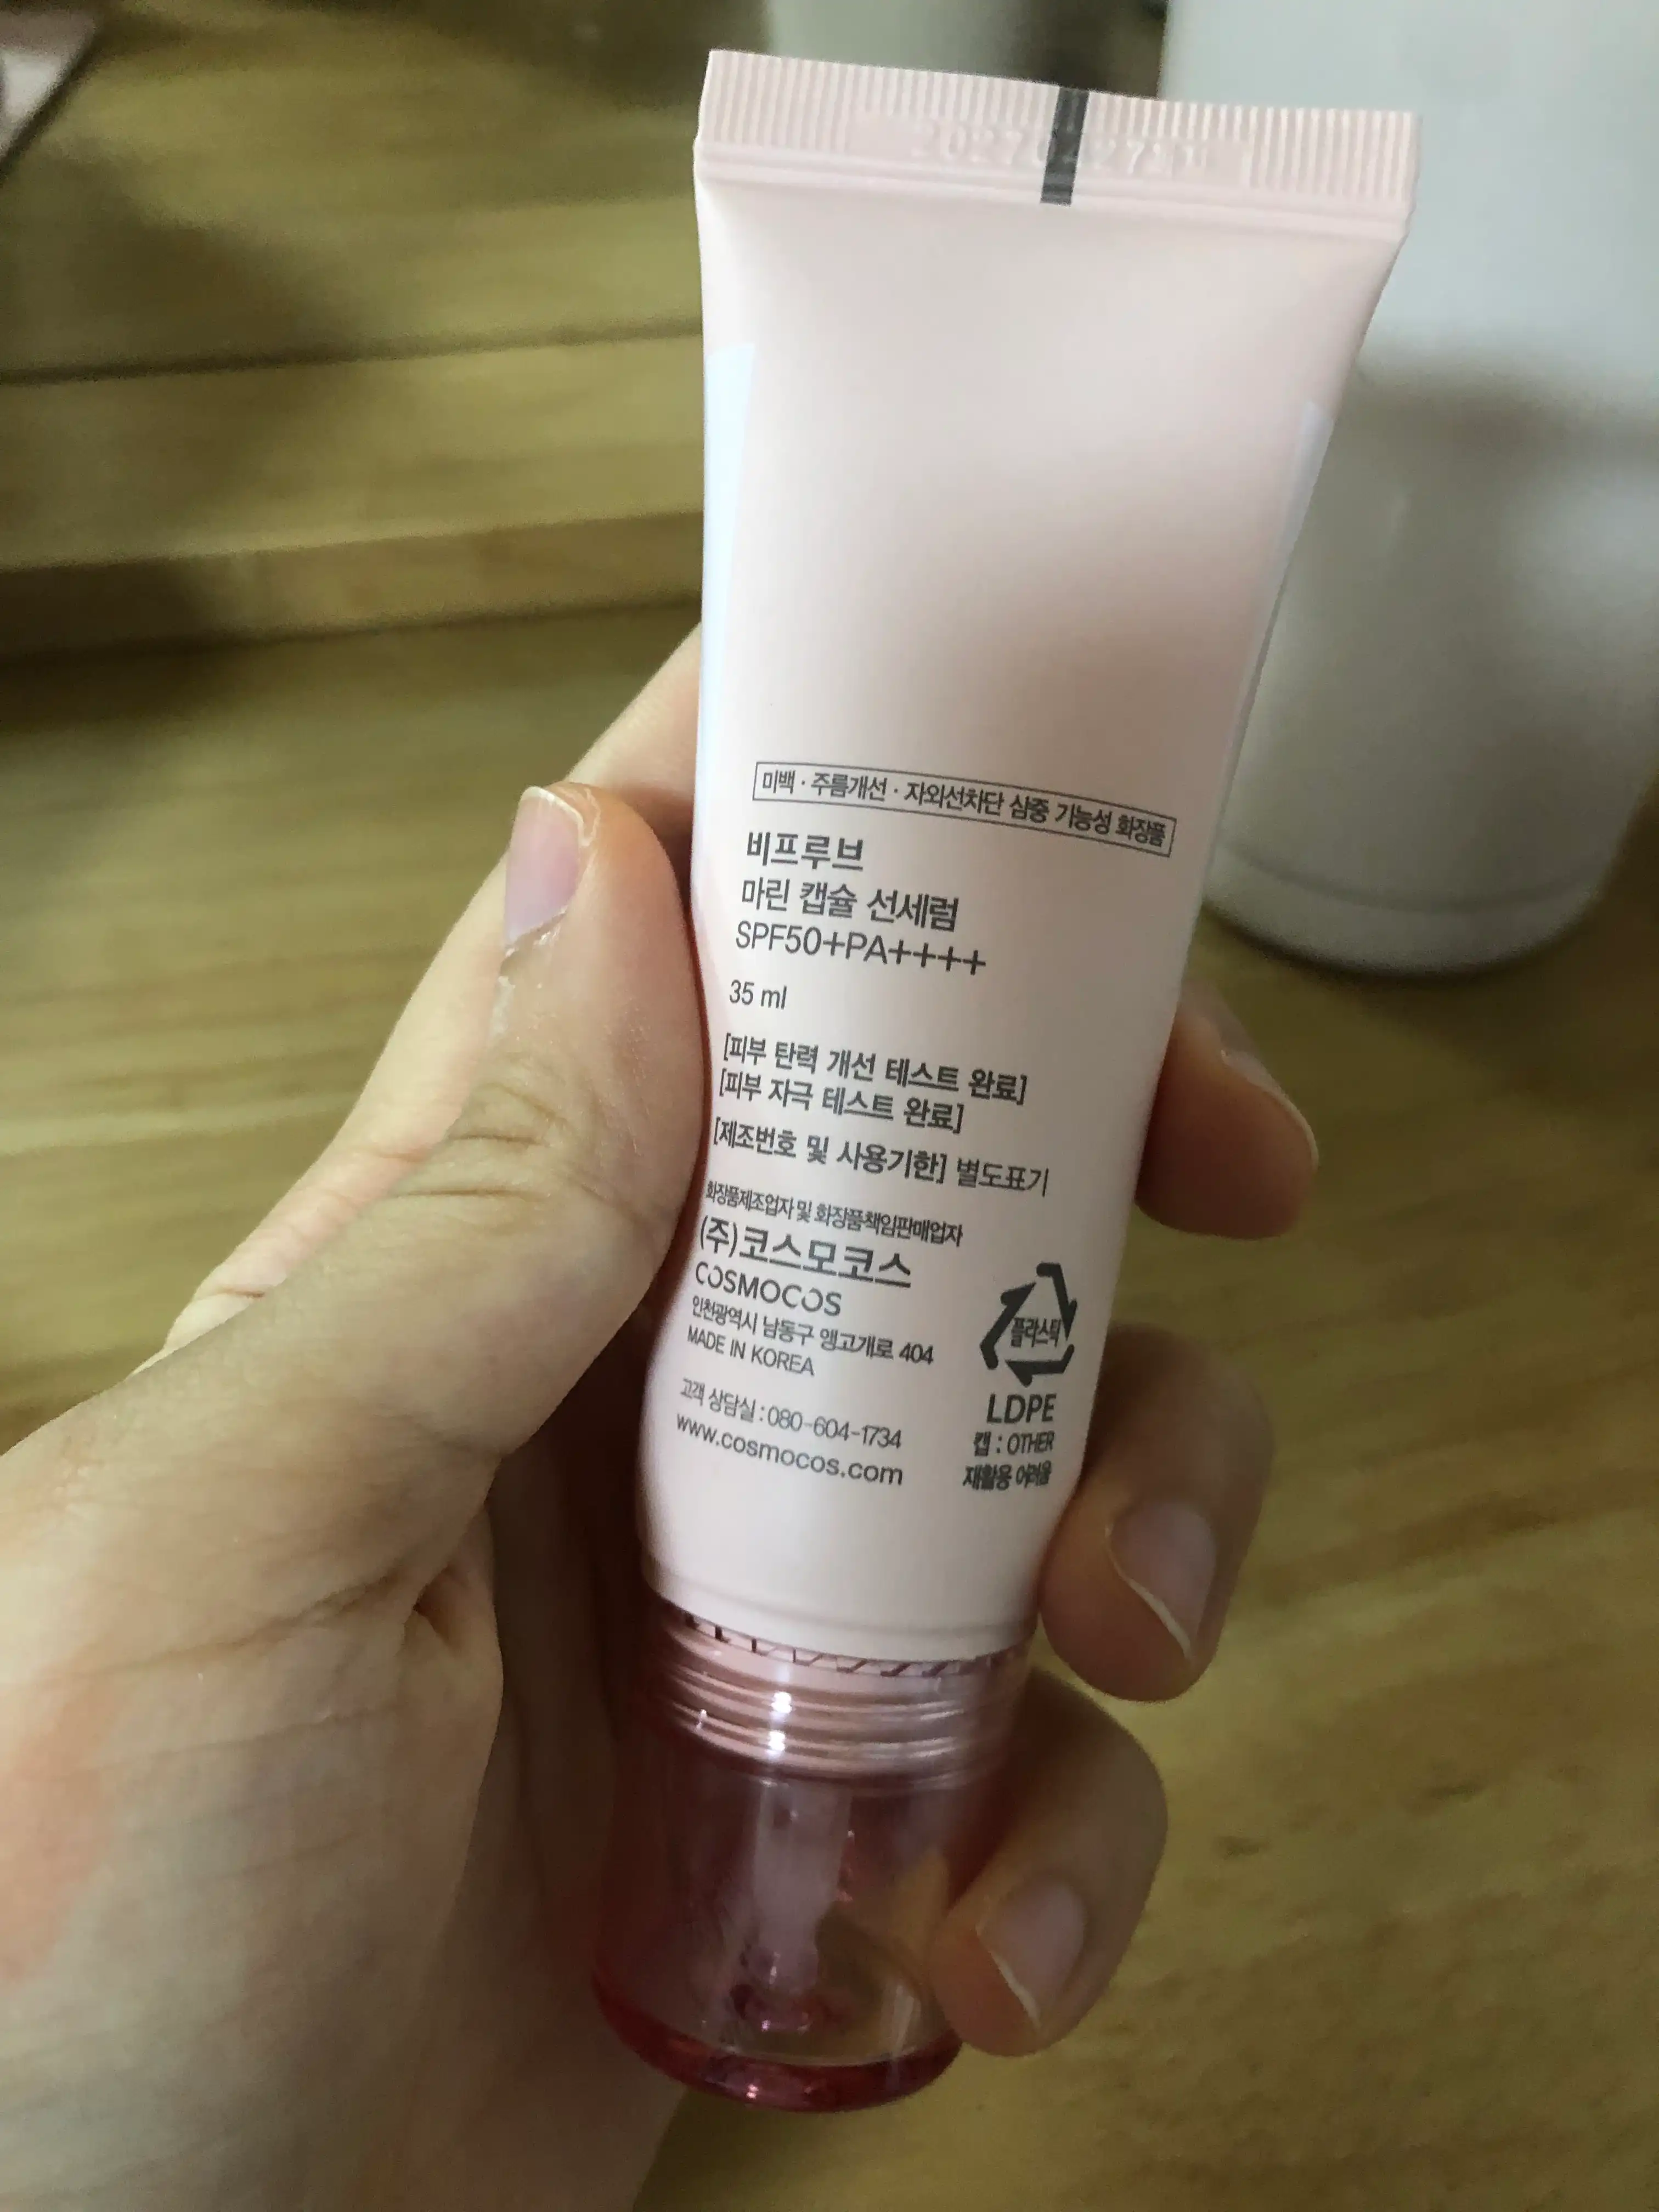 미백 · 주름개선 · 자외선차단 삼중 기능성 화장품
비프루브
마린 캡슐 선세럼
SPF50+PA++++
35 ml
[피부 탄력 개선 테스트 완료]
[피부 자극 테스트 완료]
[제조번호 및 사용기한] 별도표기
화장품제조업자 및 화장품책임판매업자
(주)코스모코스
COSMOCOS
인천광역시 남동구 앵고개로 404
MADE IN KOREA
고객 상담실 : 080-604-1734
www.cosmocos.com
플라스틱
LDPE
캡 : OTHER
재활용 어려움